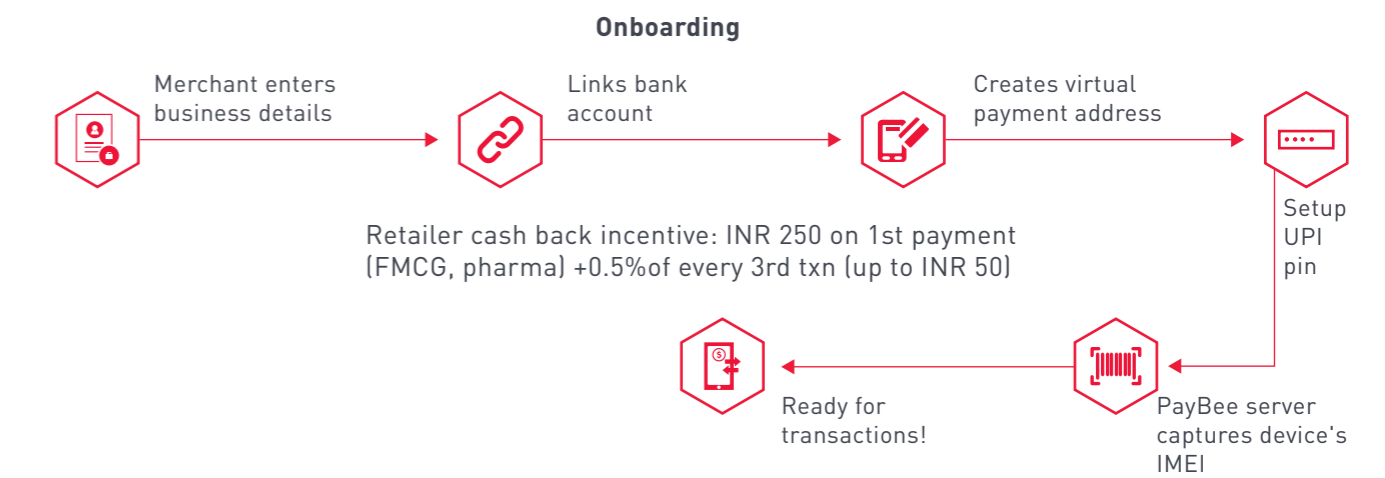 Onboarding
Merchant enters
business details
Links bank
account
Creates virtual
payment address
Setup
UPI
pin
Retailer cash back incentive: INR 250 on 1st payment
(FMCG, pharma) +0.5%of every 3rd txn (up to INR 50)
PayBee server
captures device's
IMEI
Ready for
transactions!